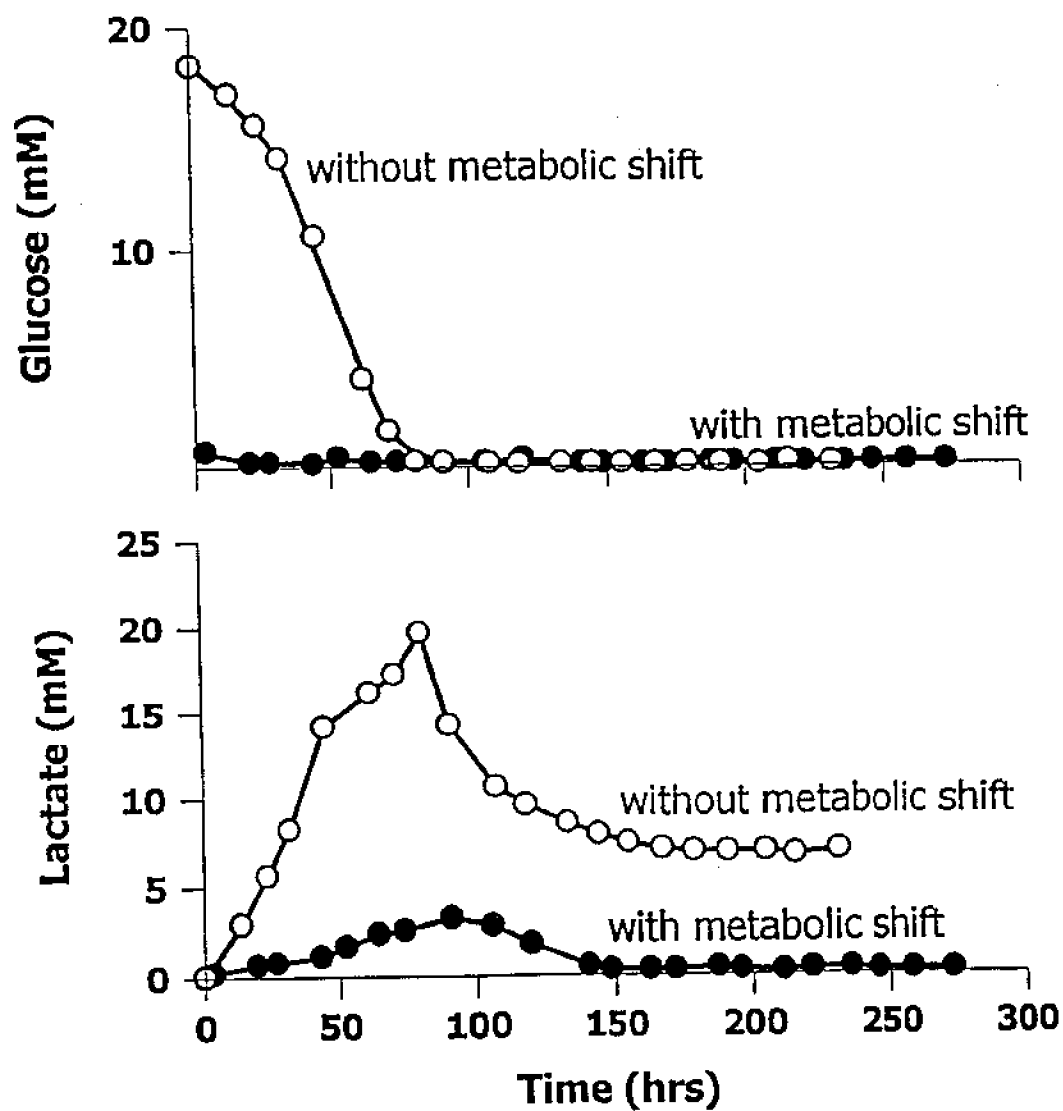 20
Glucose (mM)
without metabolic shift
10
with metabolic shift
25
20
Lactate (mM)
15
without metabolic shift
10
5
with metabolic shift
0
0 50 100 150 200 250 300
Time (hrs)